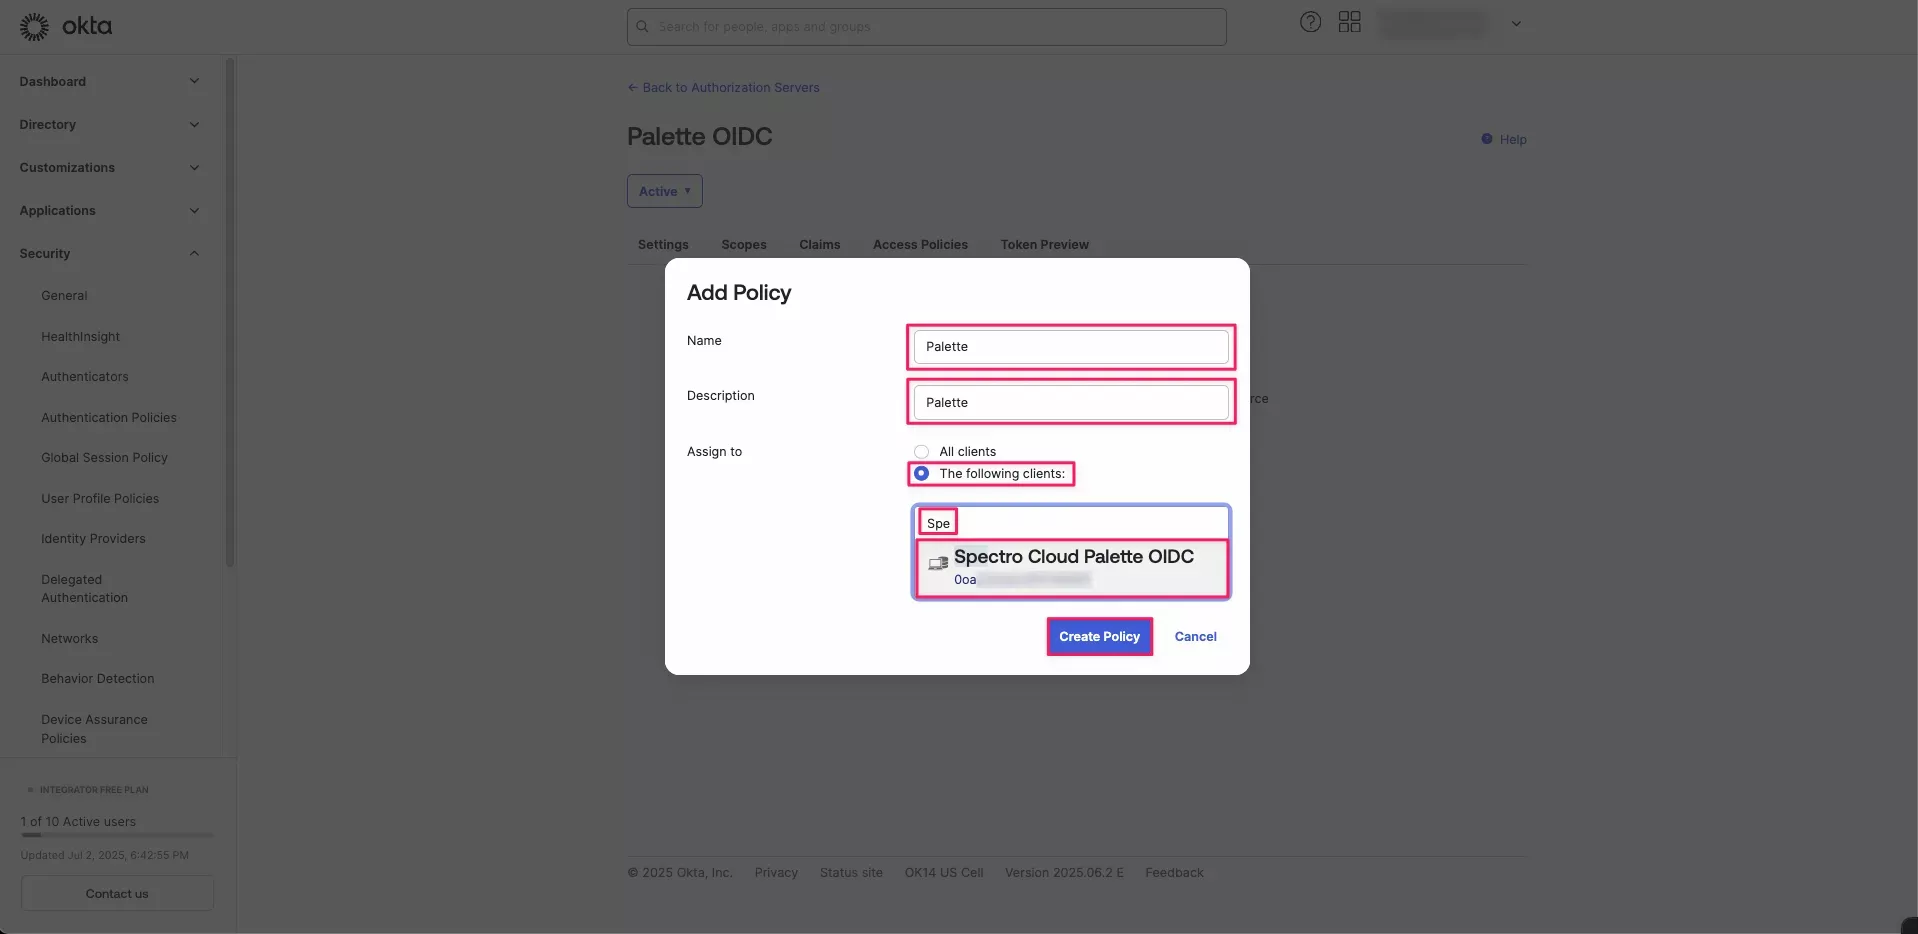 okta
Search for people, apps and groups
Dashboard
Directory
Customizations
Applications
Security
General
HealthInsight
Authenticators
Authentication Policies
Global Session Policy
User Profile Policies
Identity Providers
Delegated
Authentication
Networks
Behavior Detection
Device Assurance
Policies
INTEGRATOR FREE PLAN
1 of 10 Active users
Updated Jul 2, 2025, 6:42:55 PM
Contact us
← Back to Authorization Servers
Palette OIDC
Help
Active
Settings Scopes Claims Access Policies Token Preview
rce
Add Policy
Name
Palette
Description
Palette
Assign to
All clients
The following clients:
Spe
Spectro Cloud Palette OIDC
0oa
Create Policy Cancel
© 2025 Okta, Inc. Privacy Status site OK14 US Cell Version 2025.06.2 E Feedback